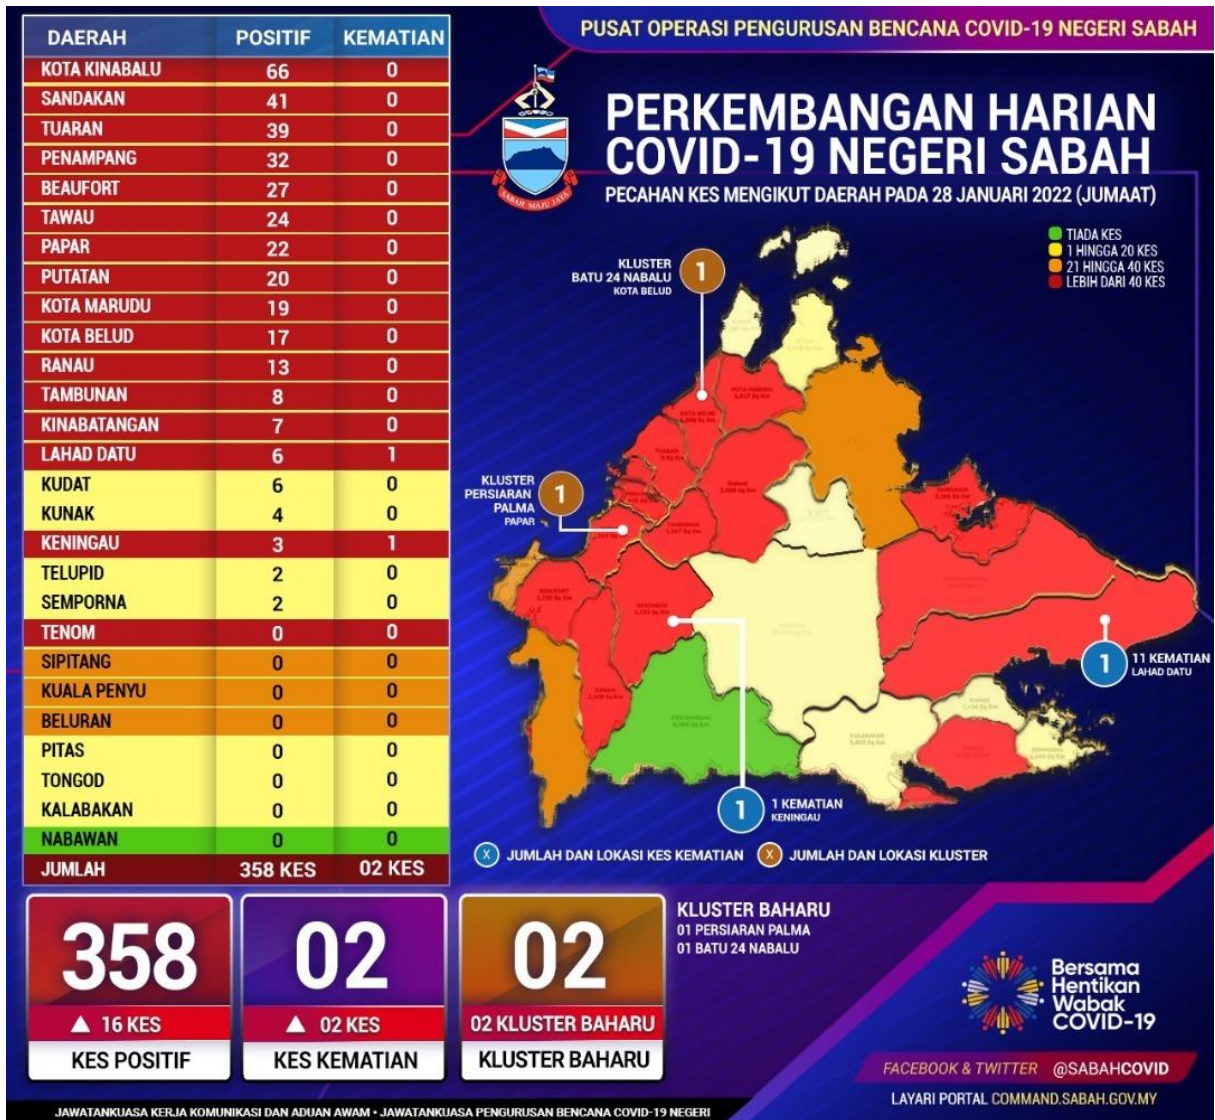 DAERAH POSITIF KEMATIAN
KOTA KINABALU 66 0
SANDAKAN 41 0
TUARAN 39 0
PENAMPANG 32 0
BEAUFORT 27 0
TAWAU 24 0
PAPAR 22 0
PUTATAN 20 0
KOTA MARUDU 19 0
KOTA BELUD 17 0
RANAU 13 0
TAMBUNAN 8 0
KINABATANGAN 7 0
LAHAD DATU 6 1
KUDAT 6 0
KUNAK 4 0
KENINGAU 3 1
TELUPID 2 0
SEMPORNA 2 0
TENOM 0 0
SIPITANG 0 0
KUALA PENYU 0 0
BELURAN 0 0
PITAS 0 0
TONGOD 0 0
KALABAKAN 0 0
NABAWAN 0 0
JUMLAH 358 KES 02 KES
PUSAT OPERASI PENGURUSAN BENCANA COVID-19 NEGERI SABAH
SABAH MAJU JAYA
PERKEMBANGAN HARIAN
COVID-19 NEGERI SABAH
PECAHAN KES MENGIKUT DAERAH PADA 28 JANUARI 2022 (JUMAAT)
TIADA KES
1 HINGGA 20 KES
21 HINGGA 40 KES
LEBIH DARI 40 KES
KLUSTER
BATU 24 NABALU
KOTA BELUD
1
KLUSTER
PERSIARAN
PALMA
PAPAR
1
1
11 KEMATIAN
LAHAD DATU
1
1 KEMATIAN
KENINGAU
X JUMLAH DAN LOKASI KES KEMATIAN
X JUMLAH DAN LOKASI KLUSTER
358
16 KES
KES POSITIF
02
02 KES
KES KEMATIAN
02
02 KLUSTER BAHARU
KLUSTER BAHARU
KLUSTER BAHARU
01 PERSIARAN PALMA
01 BATU 24 NABALU
Bersama
Hentikan
Wabak
COVID-19
FACEBOOK & TWITTER @SABAHCOVID
LAYARI PORTAL COMMAND.SABAH.GOV.MY
JAWATANKUASA KERJA KOMUNIKASI DAN ADUAN AWAM • JAWATANKUASA PENGURUSAN BENCANA COVID-19 NEGERI